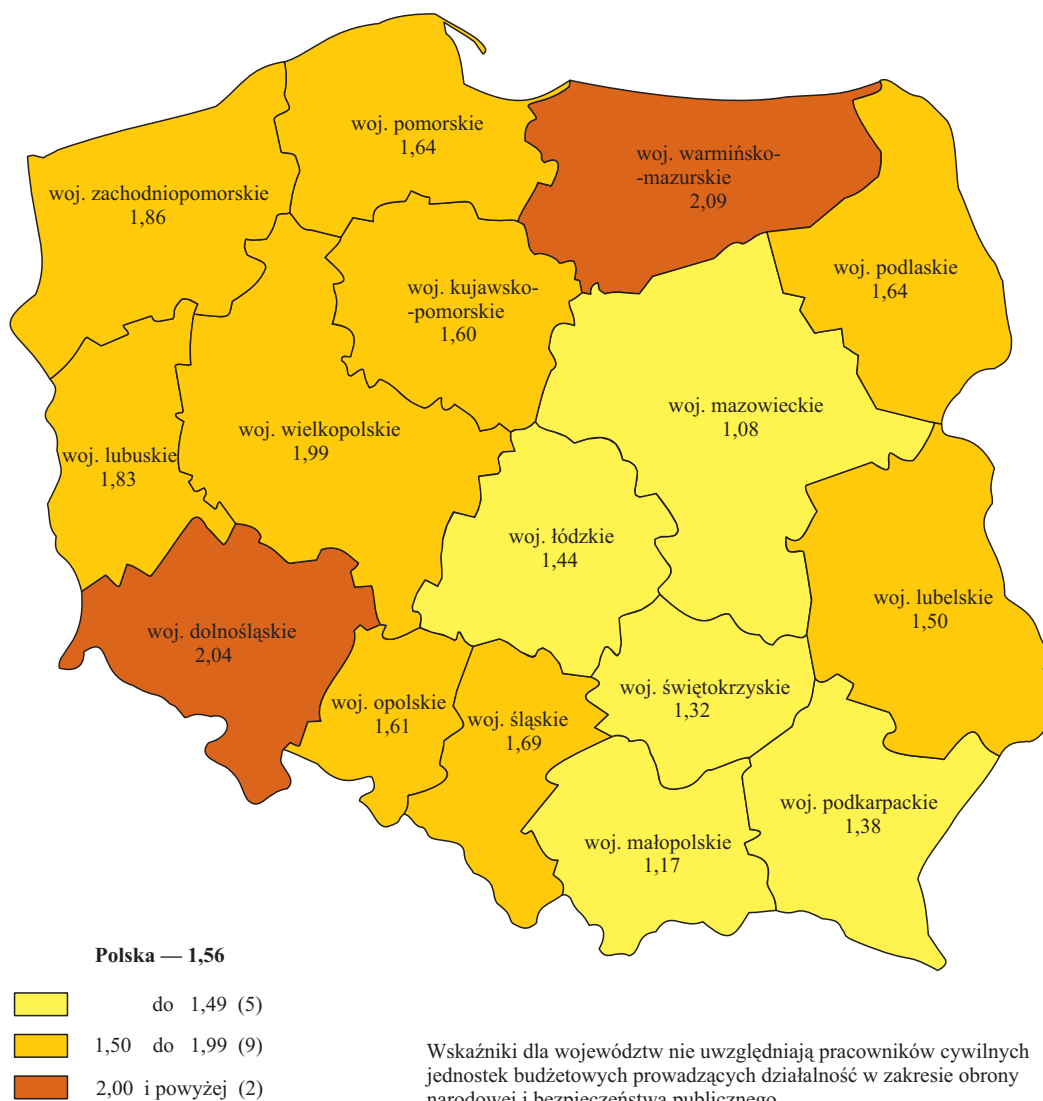 woj. pomorskie
1,64
woj. warmińsko-
-mazurskie
2,09
woj. zachodniopomorskie
1,86
woj. podlaskie
1,64
woj. kujawsko-
-pomorskie
1,60
woj. mazowieckie
1,08
woj. wielkopolskie
1,99
woj. lubuskie
1,83
woj. łódzkie
1,44
woj. lubelskie
1,50
woj. dolnośląskie
2,04
woj. świętokrzyskie
1,32
woj. opolskie
1,61
woj. śląskie
1,69
woj. podkarpackie
1,38
woj. małopolskie
1,17
Polska — 1,56
do 1,49 (5)
1,50 do 1,99 (9)
2,00 i powyżej (2)
Wskaźniki dla województw nie uwzględniają pracowników cywilnych
jednostek budżetowych prowadzących działalność w zakresie obrony
narodowej i bezpieczeństwa publicznego